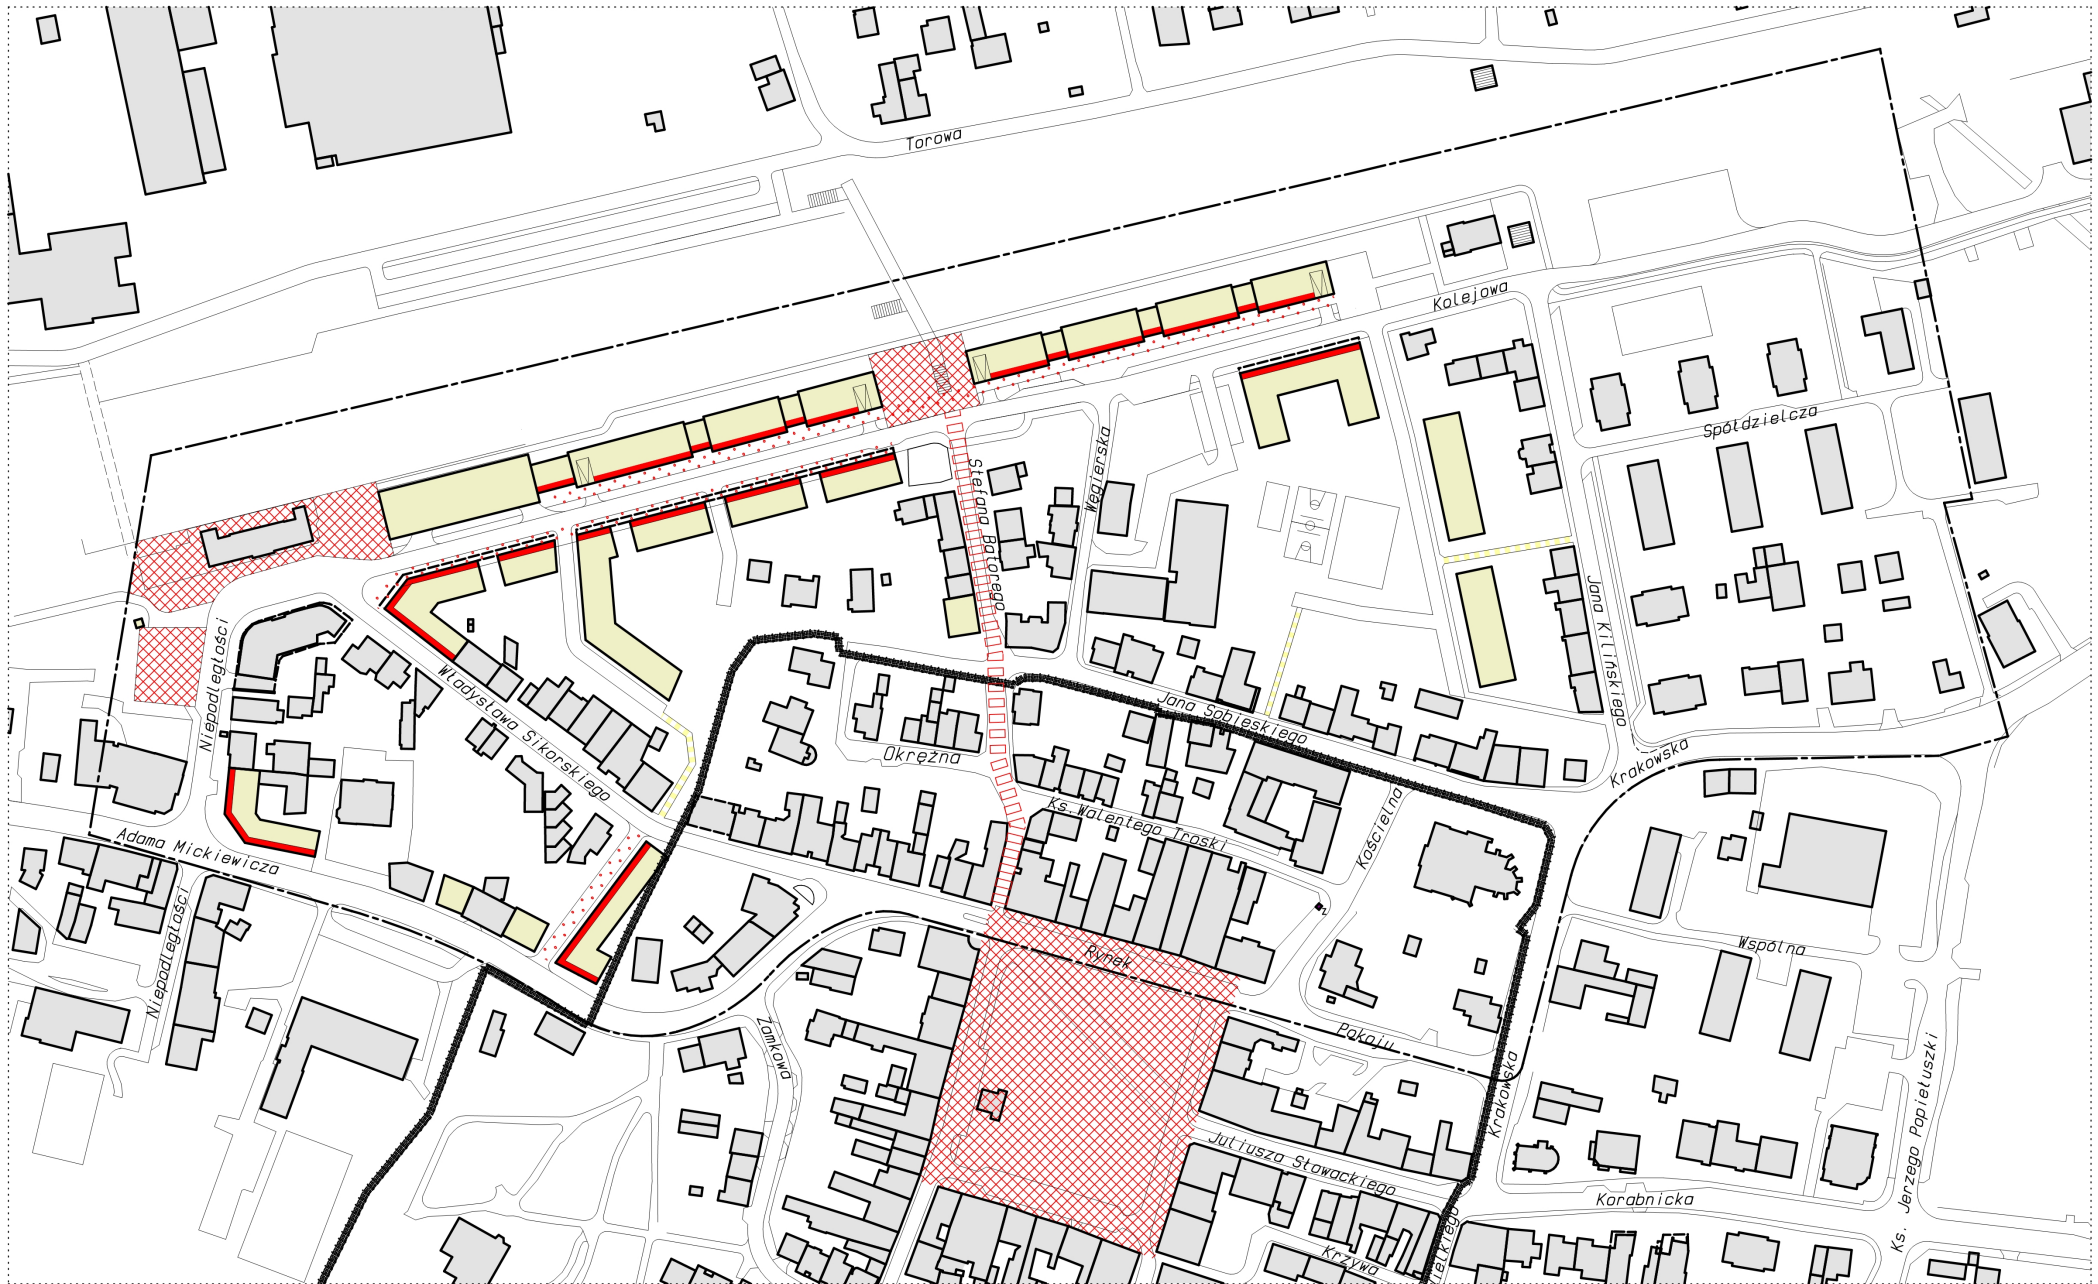 Torowa
Kolejowa
Spółdzielcza
Węgierska
Stefana Batorego
Jana Kilińskiego
Niepodległości
Władysława Sikorskiego
Jana Sobieskiego
Okrężna
Krakowska
Ks. Walentego Troski
Kościelna
Adama Mickiewicza
Niepodległości
Rynek
Wspólna
Zamkowa
Pokoju
Krakowska
Ks. Jerzego Popiełuszki
Juliusza Słowackiego
Korabnicka
Krzywa